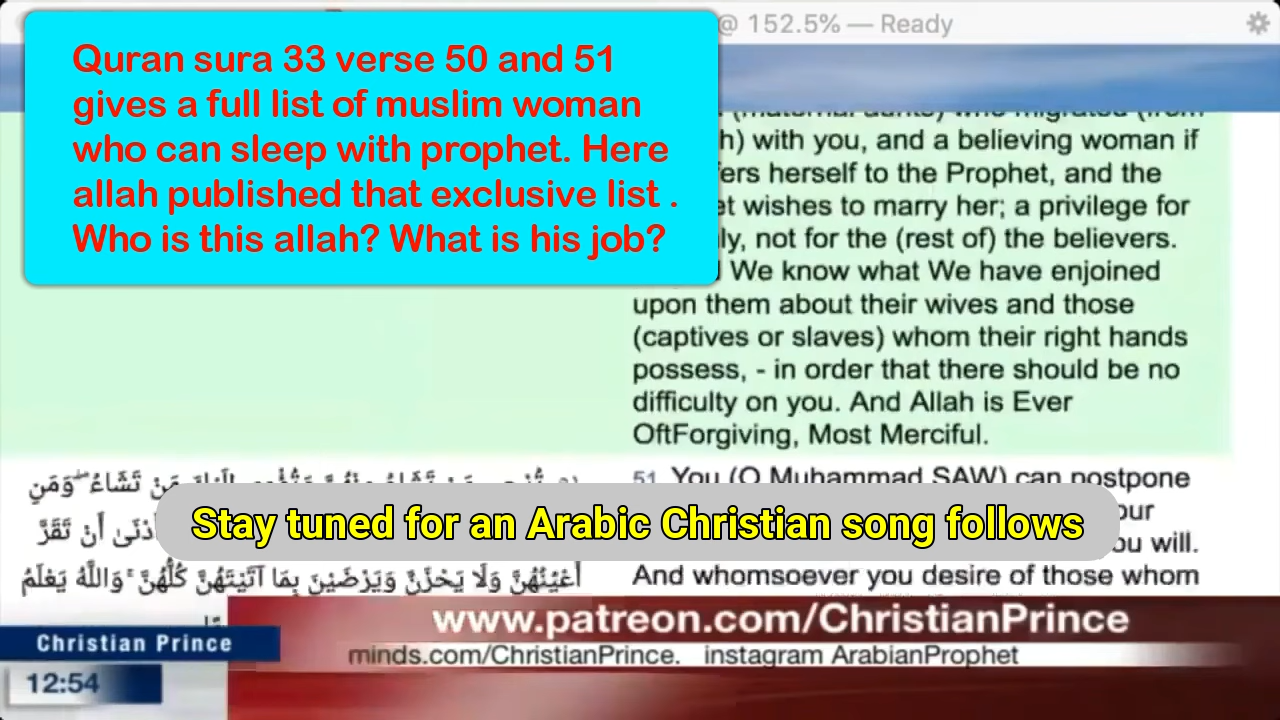 @ 152.5% — Ready
Quran sura 33 verse 50 and 51
gives a full list of muslim woman
who can sleep with prophet. Here
allah published that exclusive list .
Who is this allah? What is his job?
with you, and a believing woman if
herself to the Prophet, and the
wishes to marry her; a privilege for
not for the (rest of) the believers.
We know what We have enjoined
upon them about their wives and those
(captives or slaves) whom their right hands
possess, - in order that there should be no
difficulty on you. And Allah is Ever
OftForgiving, Most Merciful.
51 You (O Muhammad SAW) can postpone
will.
And whomsoever you desire of those whom
مَن تَشَاءُ ۖ وَمَنِ
أَن تَقَرَّ
أَعْيُنُهُنَّ وَلَا يَحْزَنَّ وَيَرْضَيْنَ بِمَا آتَيْتَهُنَّ كُلُّهُنَّ ۚ وَاللَّهُ يَعْلَمُ
Stay tuned for an Arabic Christian song follows
www.patreon.com/ChristianPrince
Christian Prince
minds.com/ChristianPrince. instagram ArabianProphet
12:54